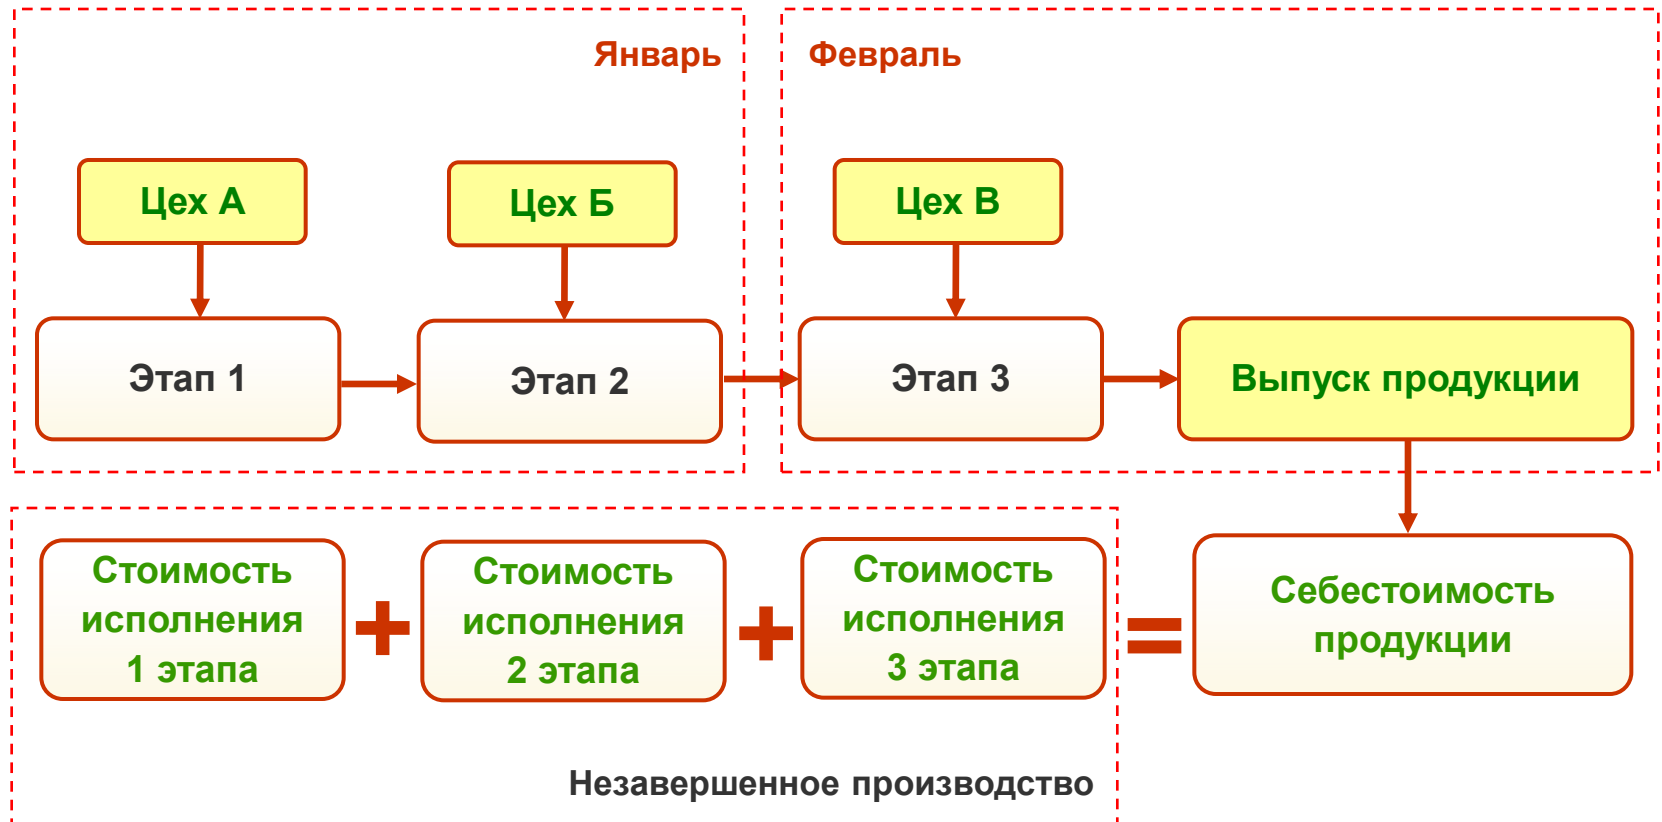 Январь
Февраль
Цех А
Цех Б
Цех В
Этап 1
Этап 2
Этап 3
Выпуск продукции
Стоимость
исполнения
1 этапа
+
Стоимость
исполнения
2 этапа
+
Стоимость
исполнения
3 этапа
=
Себестоимость
продукции
Незавершенное производство